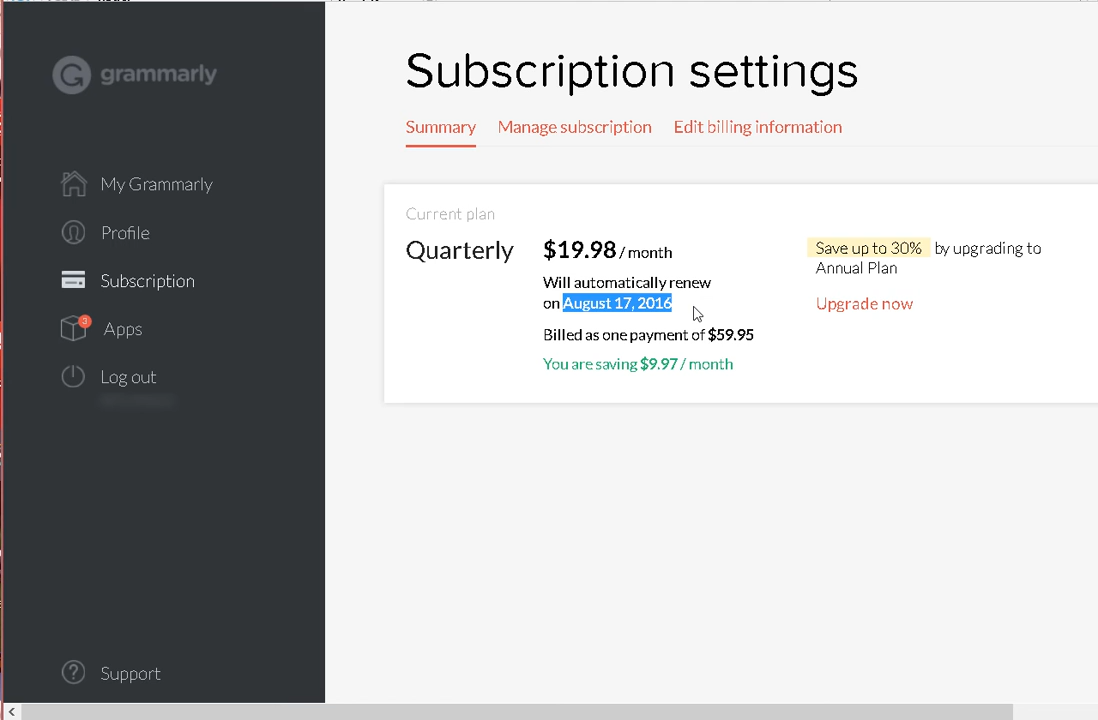 grammarly
My Grammarly
Profile
Subscription
3
Apps
Log out
Support
Subscription settings
Summary Manage subscription Edit billing information
Current plan
Quarterly
$19.98 / month
Will automatically renew
on August 17, 2016
Billed as one payment of $59.95
You are saving $9.97 / month
Save up to 30% by upgrading to
Annual Plan
Upgrade now